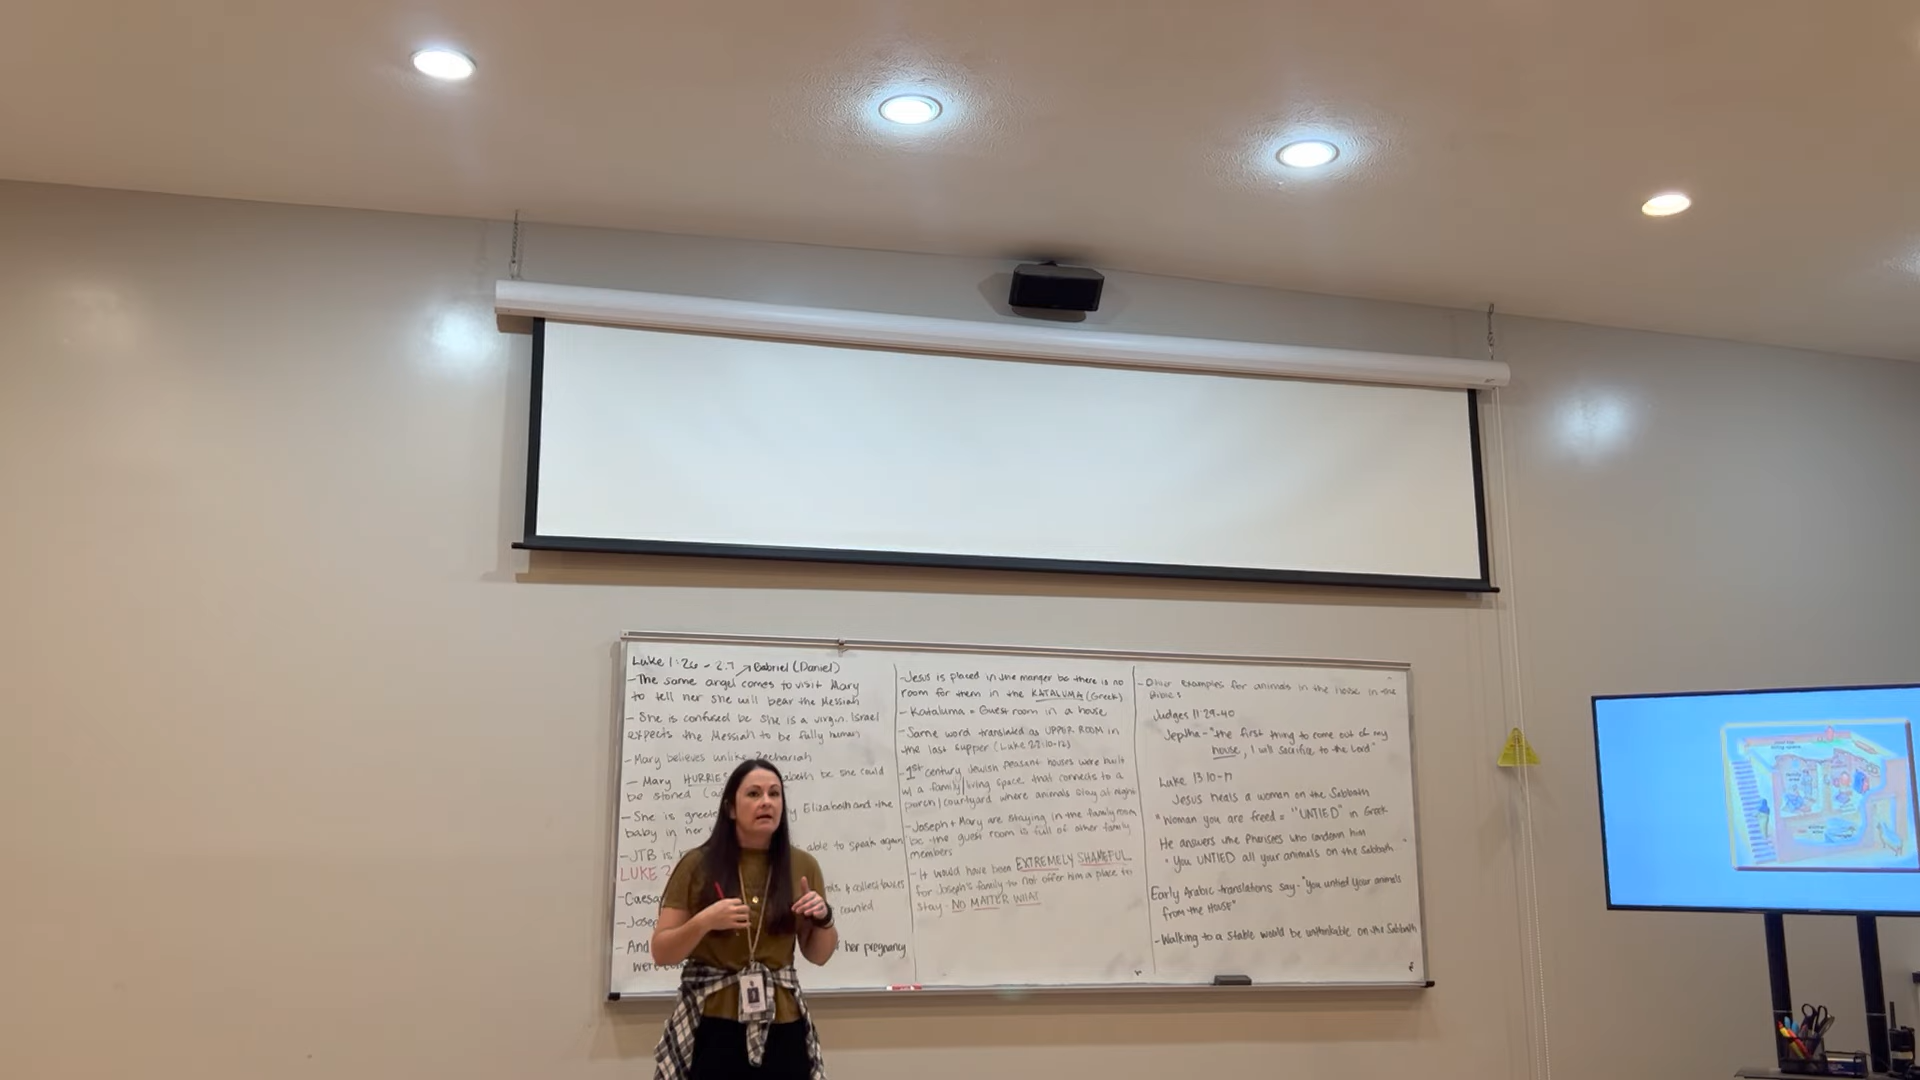 Luke 1:26 - 2:7 → Gabriel (Daniel)
- The same angel comes to visit Mary
to tell her she will bear the Messiah
- She is confused bc she is a virgin. Israel
expects the Messiah to be fully human
- Mary believes unlike Zechariah
- Mary HURRIES bc she could
be stoned
- She is Elizabeth and the
baby in her
- JTB is able to speak again
LUKE 2
- & collect taxes
counted
- And her pregnancy
were
- Jesus is placed in the manger bc there is no
room for them in the KATALUMA (Greek)
- Kataluma = Guest room in a house
- Same word translated as UPPER ROOM in
the last supper (Luke 22:10-12)
- 1st century Jewish Peasant houses were built
w/ a family/living space that connects to a
porch/courtyard where animals stay at night
- Joseph + Mary are staying in the family room
bc the guest room is full of other family
members
- It would have been EXTREMELY SHAMEFUL
for Joseph's family to not offer him a place to
stay - NO MATTER WHAT
- Other examples for animals in the house in the
Bible:
Judges 11:29-40
Jeptha - "the first thing to come out of my
house, I will sacrifice to the Lord"
Luke 13:10-17
Jesus heals a woman on the Sabbath
"Woman you are freed = "UNTIED" in Greek
He answers the Pharisees who condemn him
" You UNTIED all your animals on the Sabbath "
Early Arabic translations say - "you untied your animals
from the HOUSE"
- Walking to a stable would be unthinkable on the Sabbath